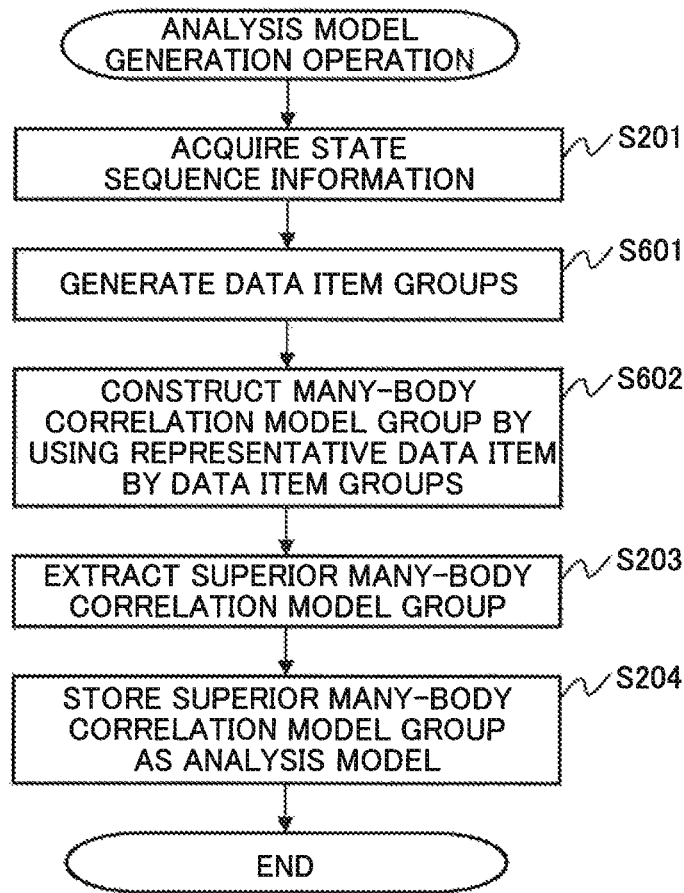 ANALYSIS MODEL
GENERATION OPERATION
S201
ACQUIRE STATE
SEQUENCE INFORMATION
S601
GENERATE DATA ITEM GROUPS
S602
CONSTRUCT MANY-BODY
CORRELATION MODEL GROUP BY
USING REPRESENTATIVE DATA ITEM
BY DATA ITEM GROUPS
S203
EXTRACT SUPERIOR MANY-BODY
CORRELATION MODEL GROUP
S204
STORE SUPERIOR MANY-BODY
CORRELATION MODEL GROUP
AS ANALYSIS MODEL
END